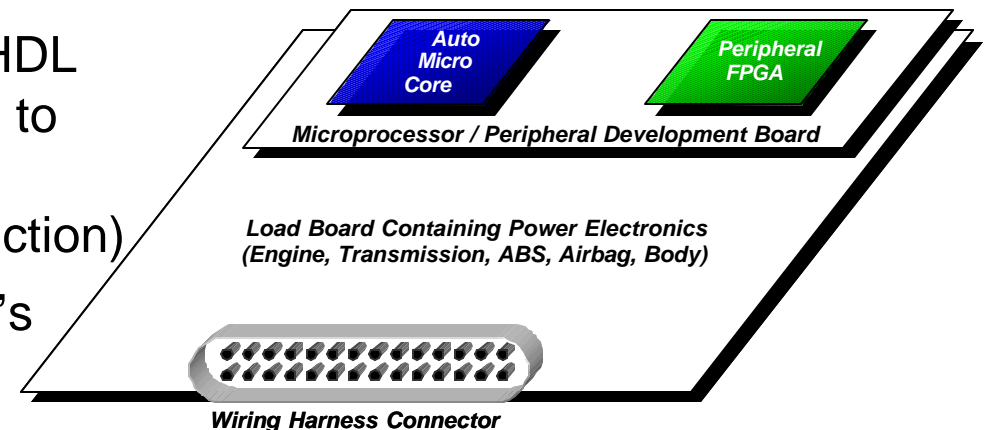 HDL
to
ction)
's
Auto
Micro
Core
Peripheral
FPGA
Microprocessor / Peripheral Development Board
Load Board Containing Power Electronics
(Engine, Transmission, ABS, Airbag, Body)
Wiring Harness Connector